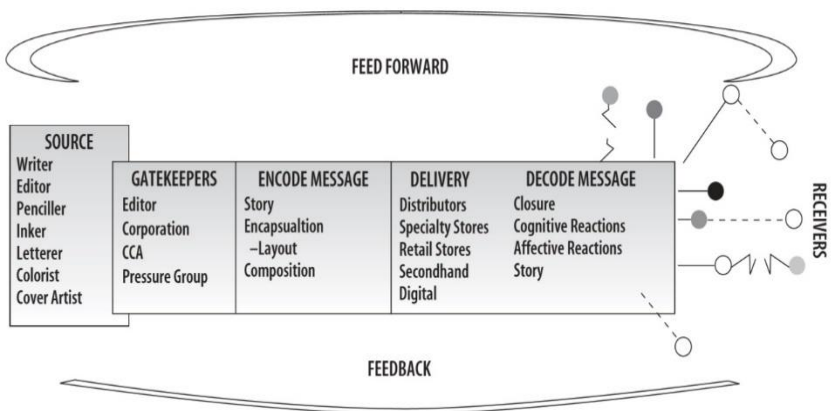 FEED FORWARD
SOURCE
Writer
Editor
Penciller
Inker
Letterer
Colorist
Cover Artist
GATEKEEPERS
Editor
Corporation
CCA
Pressure Group
ENCODE MESSAGE
Story
Encapsualtion
–Layout
Composition
DELIVERY
Distributors
Specialty Stores
Retail Stores
Secondhand
Digital
DECODE MESSAGE
Closure
Cognitive Reactions
Affective Reactions
Story
RECEIVERS
FEEDBACK